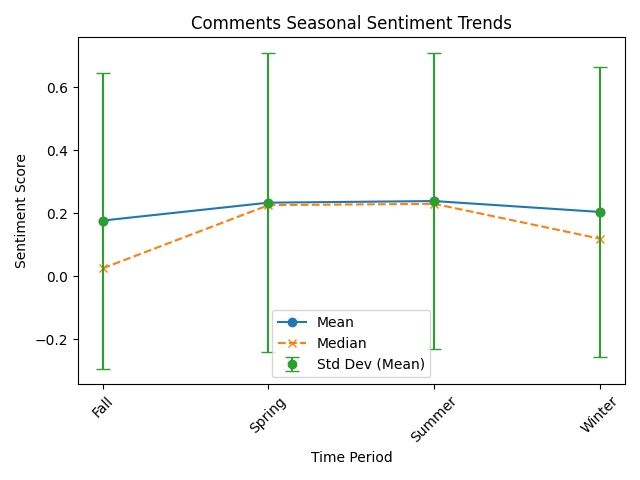 Comments Seasonal Sentiment Trends
Sentiment Score
0.6
0.4
0.2
0.0
−0.2
Mean
Median
Std Dev (Mean)
Fall
Spring
Summer
Winter
Time Period